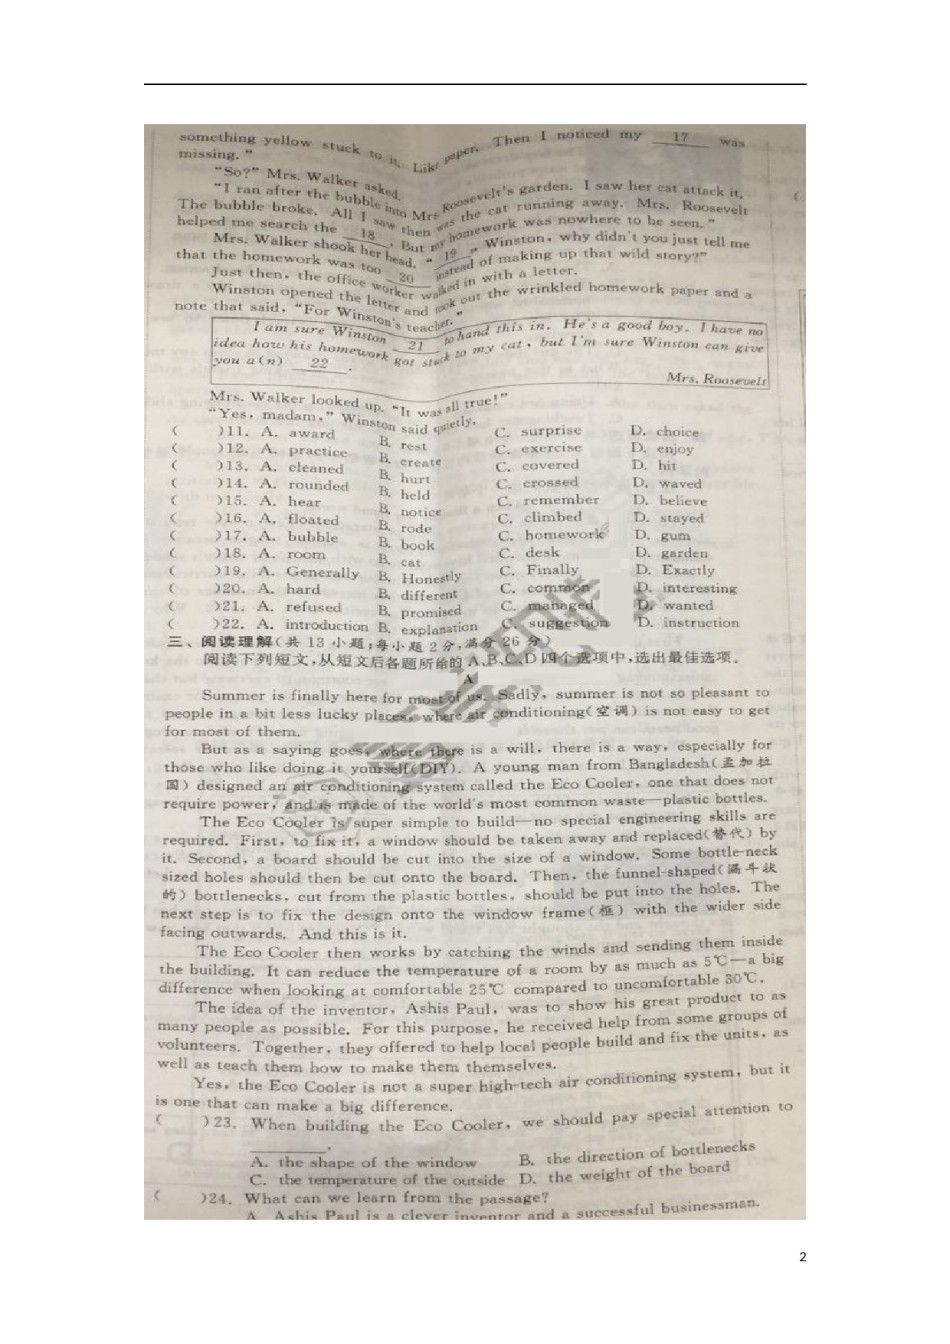 something yellow stuck to it. Like paper. Then I noticed my 17 was
missing."
"So?" Mrs. Walker asked.
"I ran after the bubble into Mrs Roosevelt's garden. I saw her cat attack it.
The bubble broke. All I saw then was the cat running away. Mrs. Roosevelt
helped me search the 18 . But my homework was nowhere to be seen."
Mrs. Walker shook her head. " 19 , Winston, why didn't you just tell me
that the homework was too 20 instead of making up that wild story?"
Just then, the office worker walked in with a letter.
Winston opened the letter and took out the wrinkled homework paper and a
note that said, "For Winston's teacher."
I am sure Winston 21 to hand this in. He's a good boy. I have no
idea how his homework got stuck to my cat, but I'm sure Winston can give
you a(n) 22 .
Mrs. Roosevelt
Mrs. Walker looked up. "It was all true!"
"Yes, madam," Winston said quietly.
( )11. A. award B. rest C. surprise D. choice
( )12. A. practice B. create C. exercise D. enjoy
( )13. A. cleaned B. hurt C. covered D. hit
( )14. A. rounded B. held C. crossed D. waved
( )15. A. hear B. notice C. remember D. believe
( )16. A. floated B. rode C. climbed D. stayed
( )17. A. bubble B. book C. homework D. gum
( )18. A. room B. cat C. desk D. garden
( )19. A. Generally B. Honestly C. Finally D. Exactly
( )20. A. hard B. different C. common D. interesting
( )21. A. refused B. promised C. managed D. wanted
( )22. A. introduction B. explanation C. suggestion D. instruction
三、阅读理解(共 13 小题;每小题 2 分,满分 26 分)
阅读下列短文,从短文后各题所给的 A、B、C、D 四个选项中,选出最佳选项。
A
Summer is finally here for most of us. Sadly, summer is not so pleasant to
people in a bit less lucky places, where air conditioning(空调) is not easy to get
for most of them.
But as a saying goes, where there is a will, there is a way, especially for
those who like doing it yourself(DIY). A young man from Bangladesh(孟加拉
国) designed an air conditioning system called the Eco Cooler, one that does not
require power, and is made of the world's most common waste—plastic bottles.
The Eco Cooler is super simple to build—no special engineering skills are
required. First, to fix it, a window should be taken away and replaced(替代) by
it. Second, a board should be cut into the size of a window. Some bottle-neck
sized holes should then be cut onto the board. Then, the funnel-shaped(漏斗状
的) bottlenecks, cut from the plastic bottles, should be put into the holes. The
next step is to fix the design onto the window frame(框) with the wider side
facing outwards. And this is it.
The Eco Cooler then works by catching the winds and sending them inside
the building. It can reduce the temperature of a room by as much as 5℃—a big
difference when looking at comfortable 25℃ compared to uncomfortable 30℃.
The idea of the inventor, Ashis Paul, was to show his great product to as
many people as possible. For this purpose, he received help from some groups of
volunteers. Together, they offered to help local people build and fix the units, as
well as teach them how to make them themselves.
Yes, the Eco Cooler is not a super high-tech air conditioning system, but it
is one that can make a big difference.
( )23. When building the Eco Cooler, we should pay special attention to
.
A. the shape of the window B. the direction of bottlenecks
C. the temperature of the outside D. the weight of the board
( )24. What can we learn from the passage?
A. Ashis Paul is a clever inventor and a successful businessman.
2